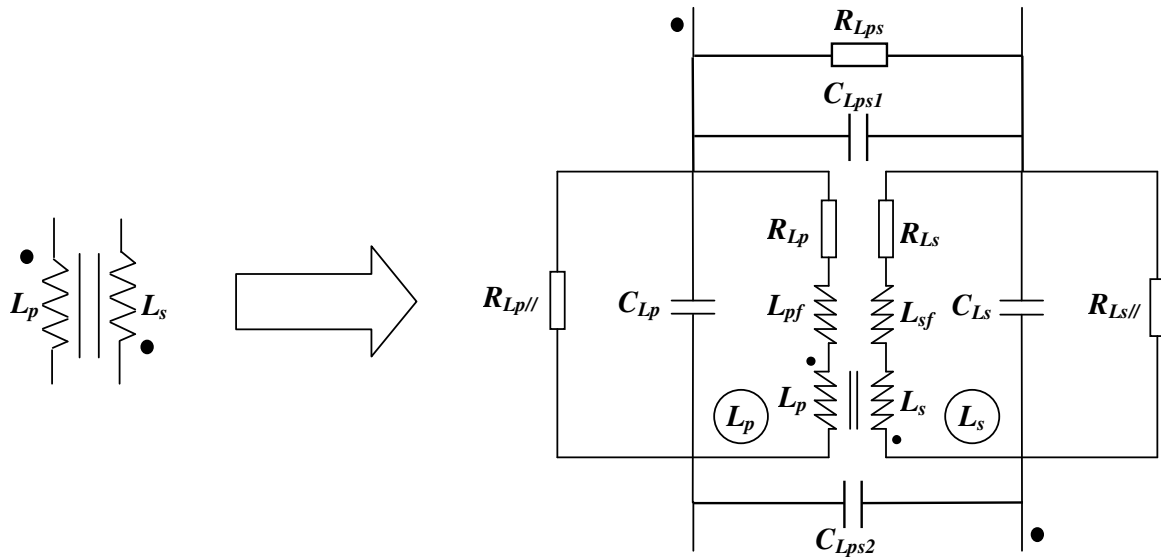 R_Lps
C_Lps1
R_Lp
R_Ls
L_p
L_s
R_Lp//
C_Lp
L_pf
L_sf
C_Ls
R_Ls//
L_p
L_p
L_s
L_s
C_Lps2